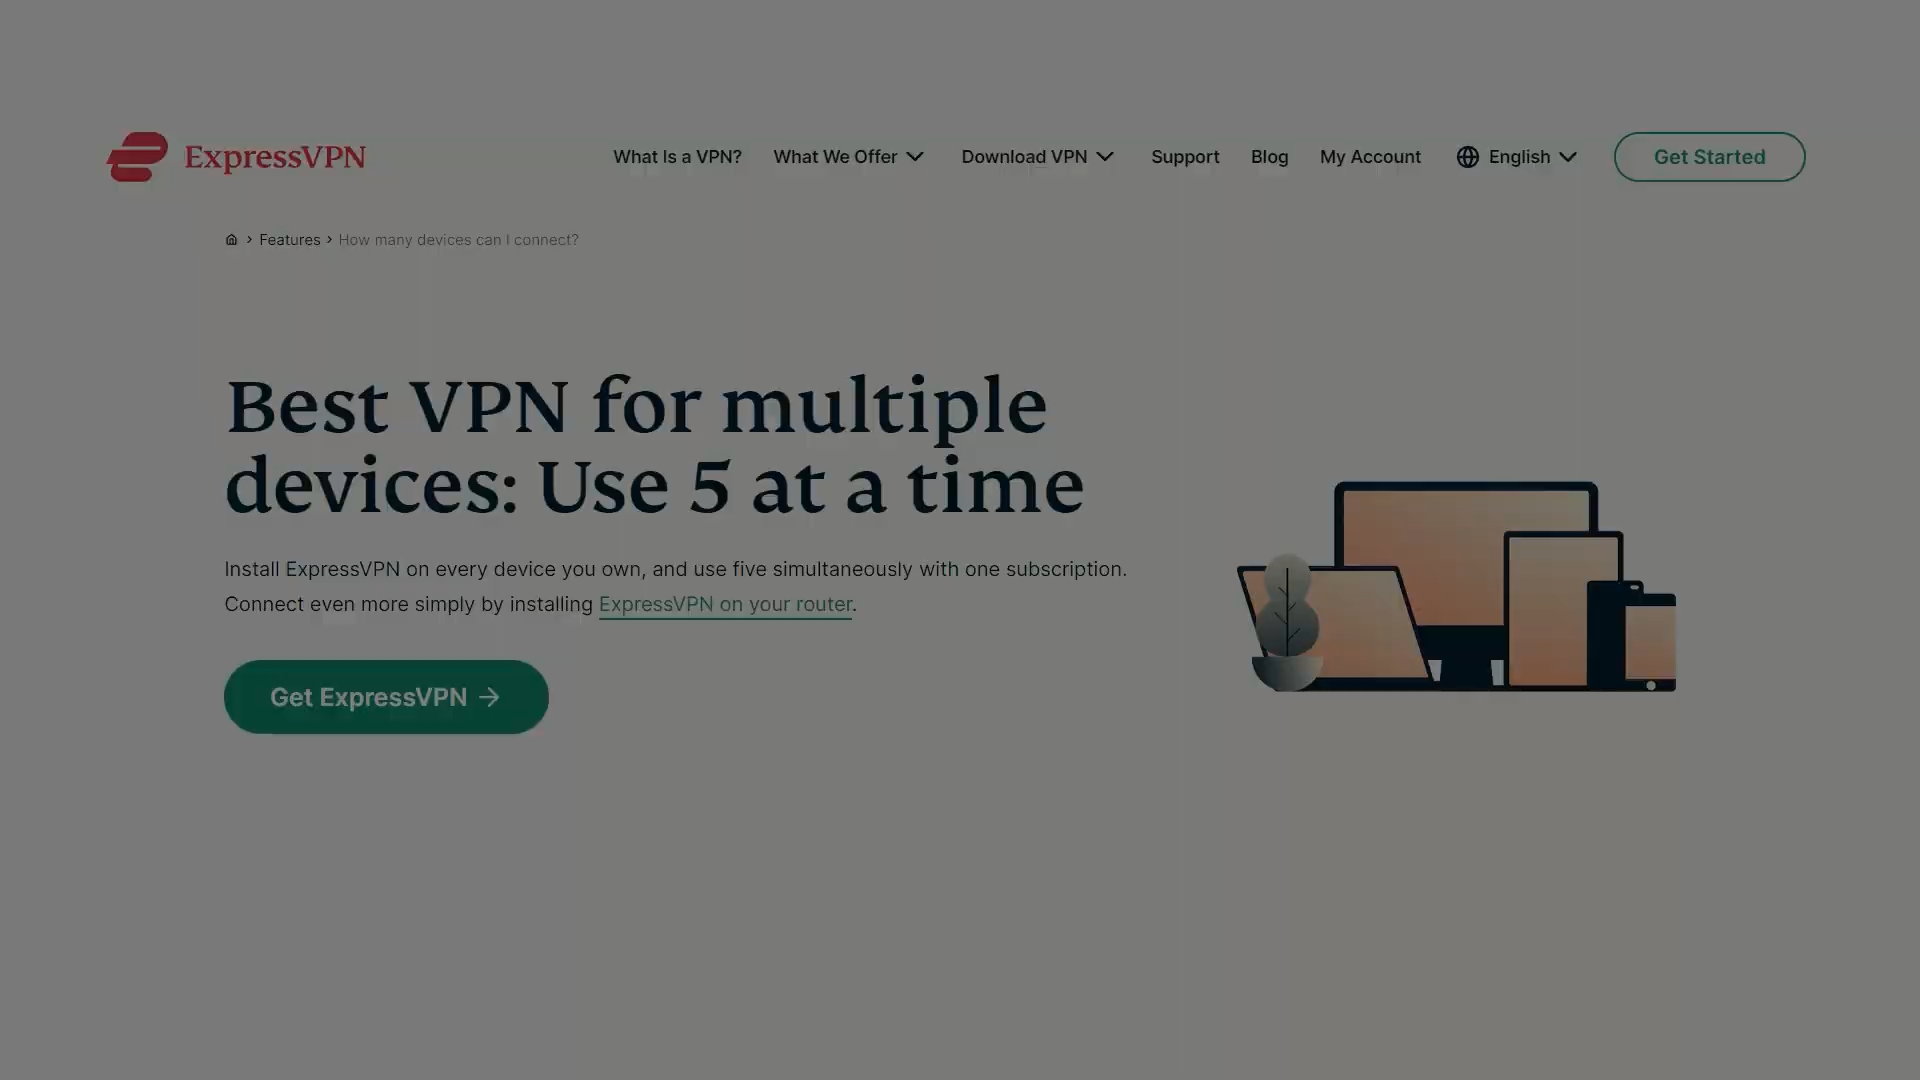 ExpressVPN
What Is a VPN? What We Offer Download VPN Support Blog My Account English Get Started
Features › How many devices can I connect?
Best VPN for multiple
devices: Use 5 at a time
Install ExpressVPN on every device you own, and use five simultaneously with one subscription.
Connect even more simply by installing ExpressVPN on your router.
Get ExpressVPN →